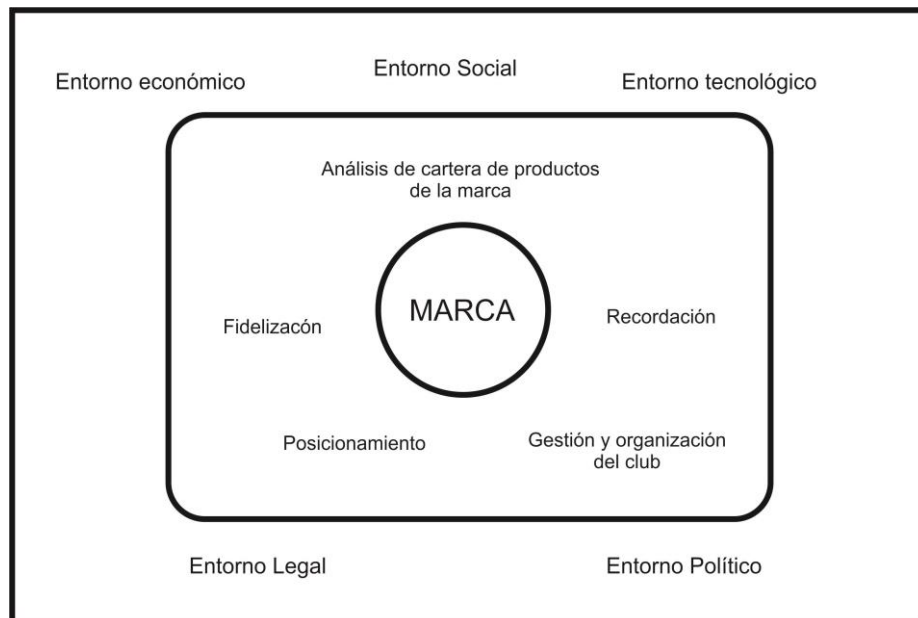 Entorno económico
Entorno Social
Entorno tecnológico
Análisis de cartera de productos
de la marca
MARCA
Fidelizacón
Recordación
Posicionamiento
Gestión y organización
del club
Entorno Legal
Entorno Político